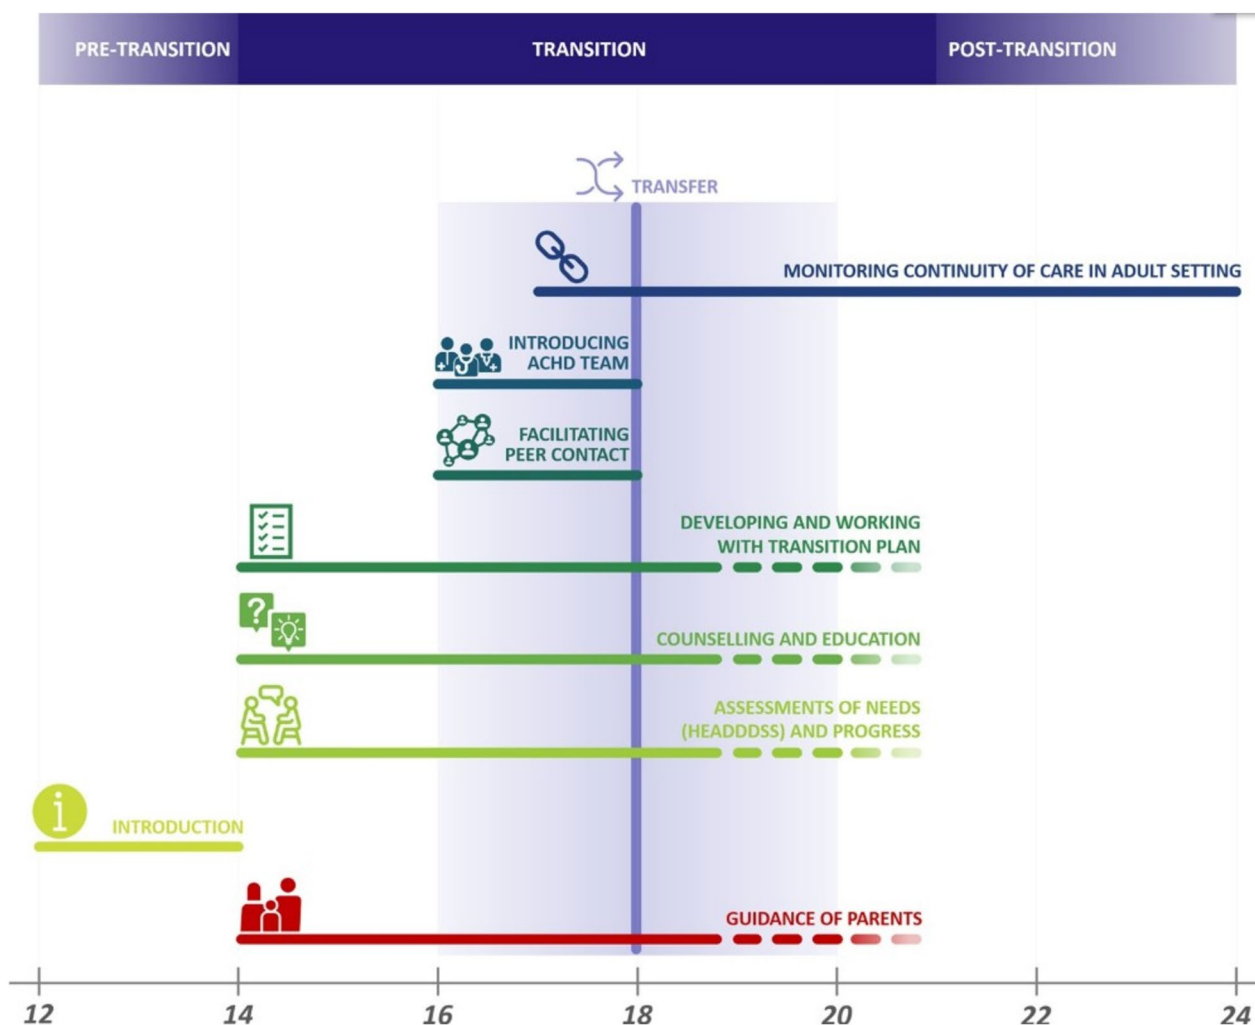 PRE-TRANSITION TRANSITION POST-TRANSITION
TRANSFER
MONITORING CONTINUITY OF CARE IN ADULT SETTING
INTRODUCING
ACHD TEAM
FACILITATING
PEER CONTACT
DEVELOPING AND WORKING
WITH TRANSITION PLAN
?
COUNSELLING AND EDUCATION
ASSESSMENTS OF NEEDS
(HEADDDSS) AND PROGRESS
i
INTRODUCTION
GUIDANCE OF PARENTS
12 14 16 18 20 22 24